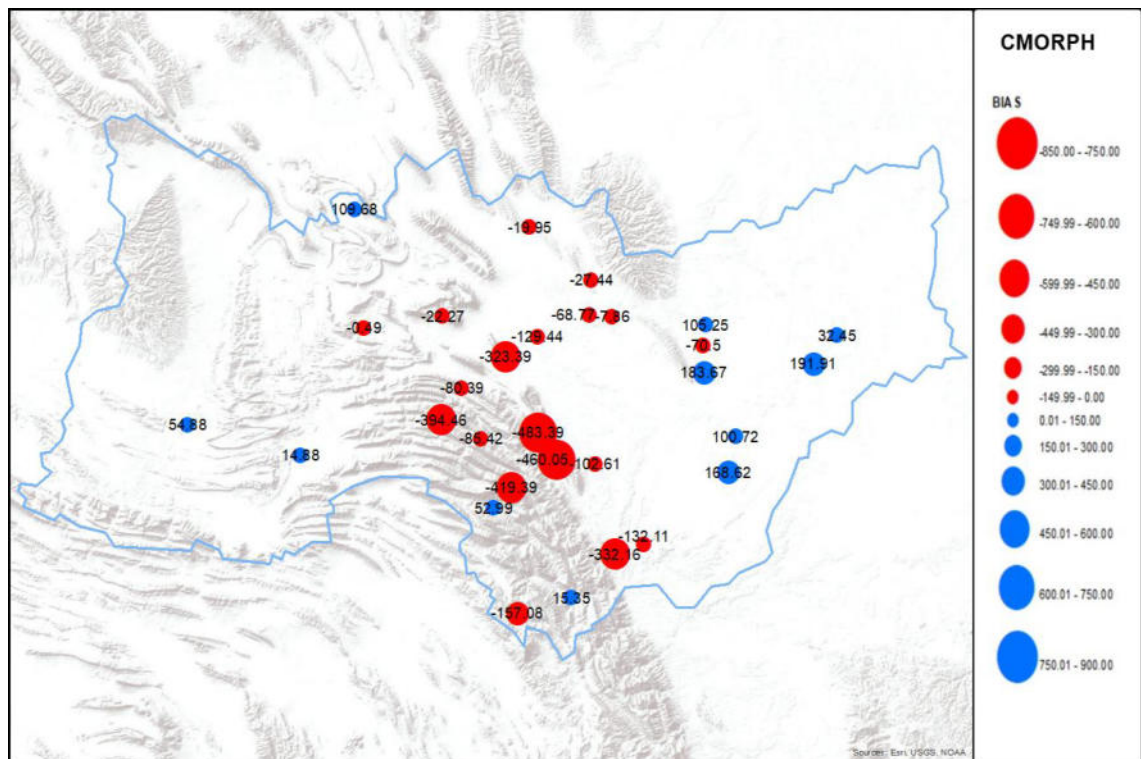 CMORPH
BIAS
-850.00 - -750.00
-749.99 - -600.00
-599.99 - -450.00
-449.99 - -300.00
-299.99 - -150.00
-149.99 - 0.00
0.01 - 150.00
150.01 - 300.00
300.01 - 450.00
450.01 - 600.00
600.01 - 750.00
750.01 - 900.00
109.68
-19.95
-27.44
-22.27
-0.49
-68.77
-7.86
-129.44
-323.39
105.25
-70.5
32.45
191.91
183.67
-80.39
-394.46
54.88
-86.42
-483.39
100.72
14.88
-460.05
-102.61
168.62
-419.39
52.99
-132.11
-332.16
15.35
-157.08
Sources: Esri, USGS, NOAA